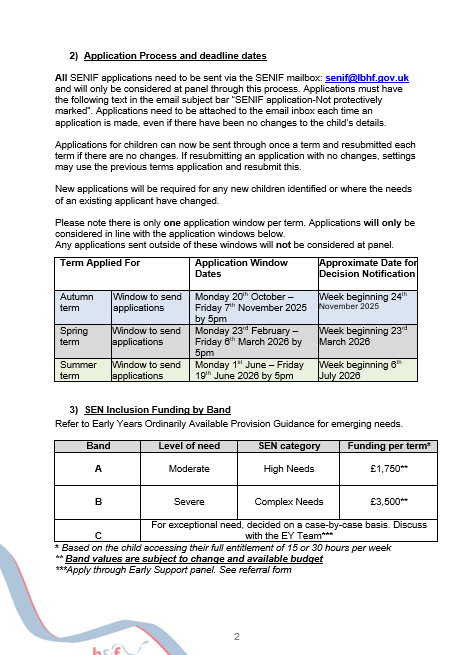 2) Application Process and deadline dates
All SENIF applications need to be sent via the SENIF mailbox: senif@lbhf.gov.uk
and will only be considered at panel through this process. Applications must have
the following text in the email subject bar “SENIF application-Not protectively
marked”. Applications need to be attached to the email inbox each time an
application is made, even if there have been no changes to the child’s details.
Applications for children can now be sent through once a term and resubmitted each
term if there are no changes. If resubmitting an application with no changes, settings
may use the previous terms application and resubmit this.
New applications will be required for any new children identified or where the needs
of an existing applicant have changed.
Please note there is only one application window per term. Applications will only be
considered in line with the application windows below.
Any applications sent outside of these windows will not be considered at panel.
Term Applied For
Application Window
Dates
Approximate Date for
Decision Notification
Autumn
term
Window to send
applications
Monday 20th October –
Friday 7th November 2025
by 5pm
Week beginning 24th
November 2025
Spring
term
Window to send
applications
Monday 23rd February –
Friday 6th March 2026 by
5pm
Week beginning 23rd
March 2026
Summer
term
Window to send
applications
Monday 1st June – Friday
19th June 2026 by 5pm
Week beginning 6th
July 2026
3) SEN Inclusion Funding by Band
Refer to Early Years Ordinarily Available Provision Guidance for emerging needs.
Band Level of need SEN category Funding per term*
A Moderate High Needs £1,750**
B Severe Complex Needs £3,500**
C
For exceptional need, decided on a case-by-case basis. Discuss
with the EY Team***
* Based on the child accessing their full entitlement of 15 or 30 hours per week
** Band values are subject to change and available budget
***Apply through Early Support panel. See referral form
2